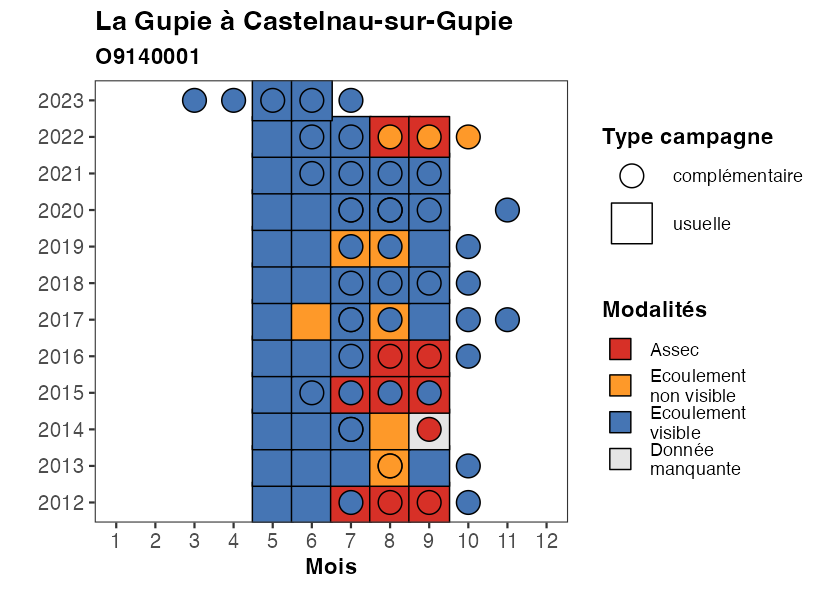 La Gupie à Castelnau-sur-Gupie
O9140001
2023
2022
2021
2020
2019
2018
2017
2016
2015
2014
2013
2012
1 2 3 4 5 6 7 8 9 10 11 12
Mois
Type campagne
complémentaire
usuelle
Modalités
Assec
Ecoulement
non visible
Ecoulement
visible
Donnée
manquante